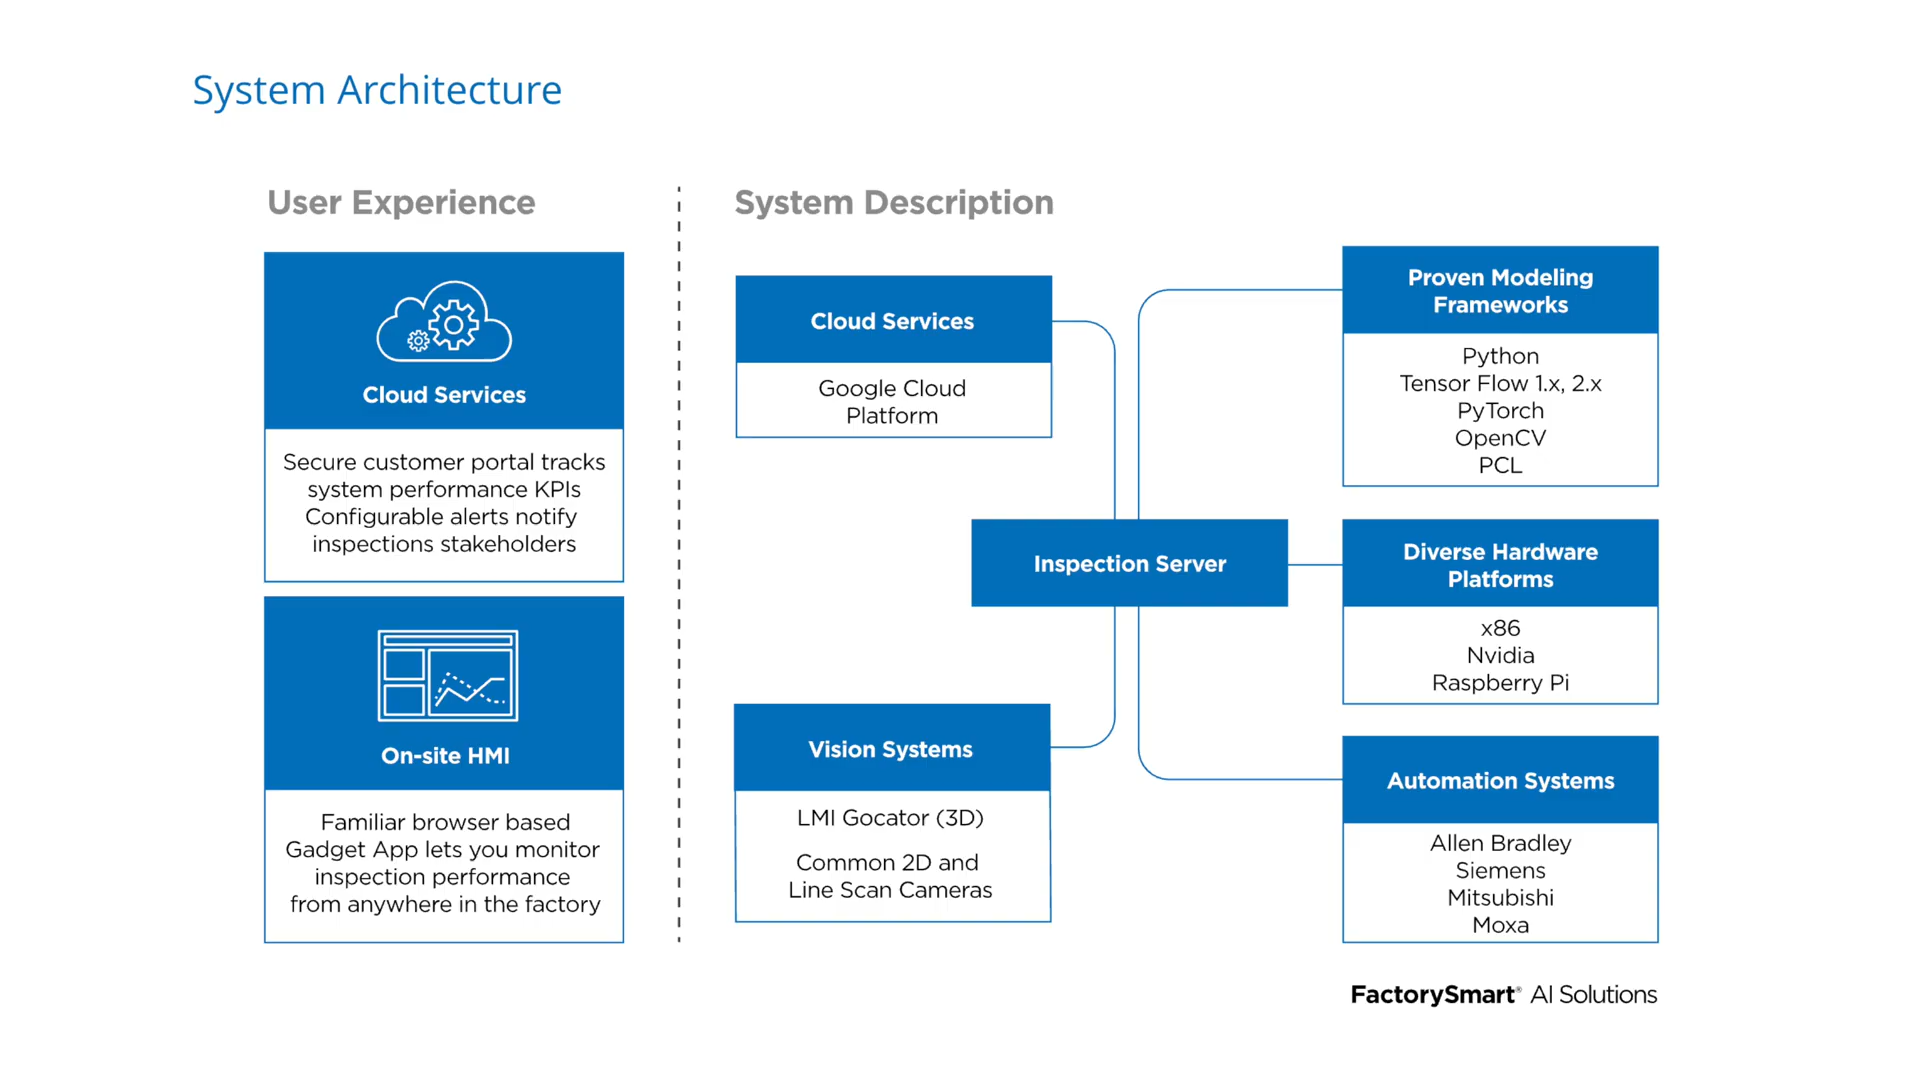 System Architecture
User Experience
Cloud Services
Secure customer portal tracks
system performance KPIs
Configurable alerts notify
inspections stakeholders
On-site HMI
Familiar browser based
Gadget App lets you monitor
inspection performance
from anywhere in the factory
System Description
Cloud Services
Google Cloud
Platform
Inspection Server
Vision Systems
LMI Gocator (3D)
Common 2D and
Line Scan Cameras
Proven Modeling
Frameworks
Python
Tensor Flow 1.x, 2.x
PyTorch
OpenCV
PCL
Diverse Hardware
Platforms
x86
Nvidia
Raspberry Pi
Automation Systems
Allen Bradley
Siemens
Mitsubishi
Moxa
FactorySmart® AI Solutions